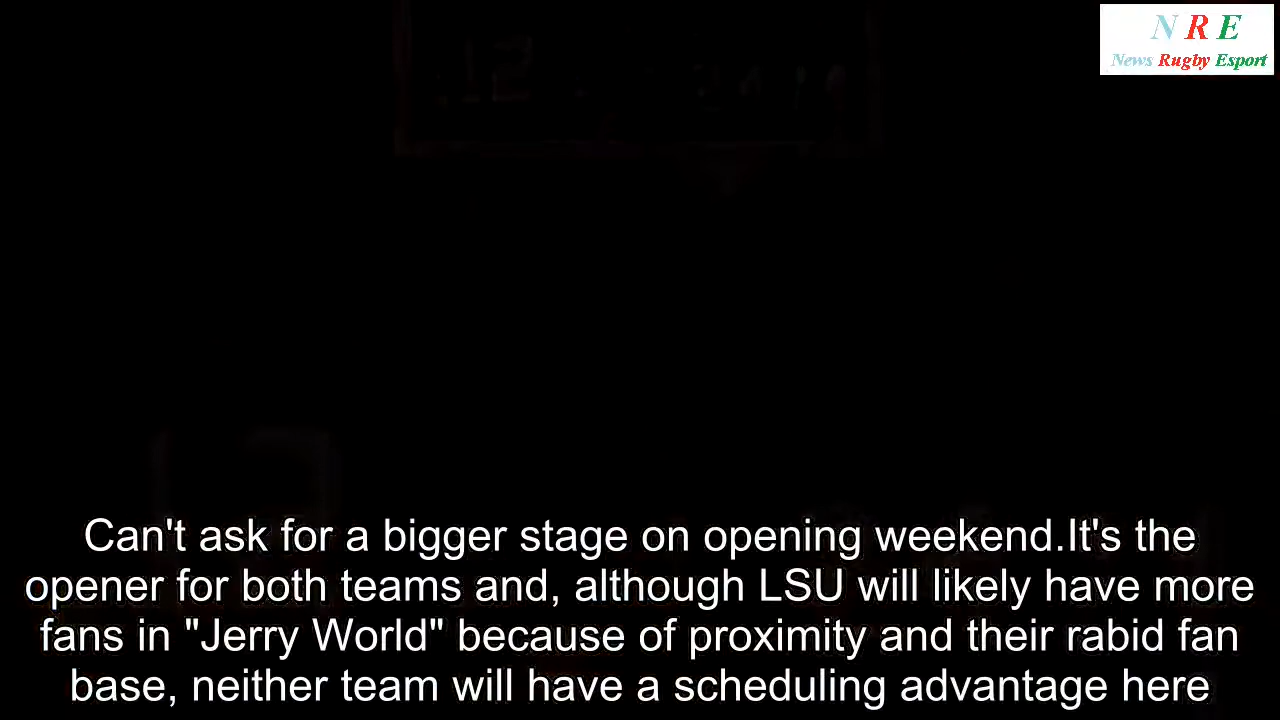 N R E
News Rugby Esport
Can't ask for a bigger stage on opening weekend.It's the
opener for both teams and, although LSU will likely have more
fans in "Jerry World" because of proximity and their rabid fan
base, neither team will have a scheduling advantage here